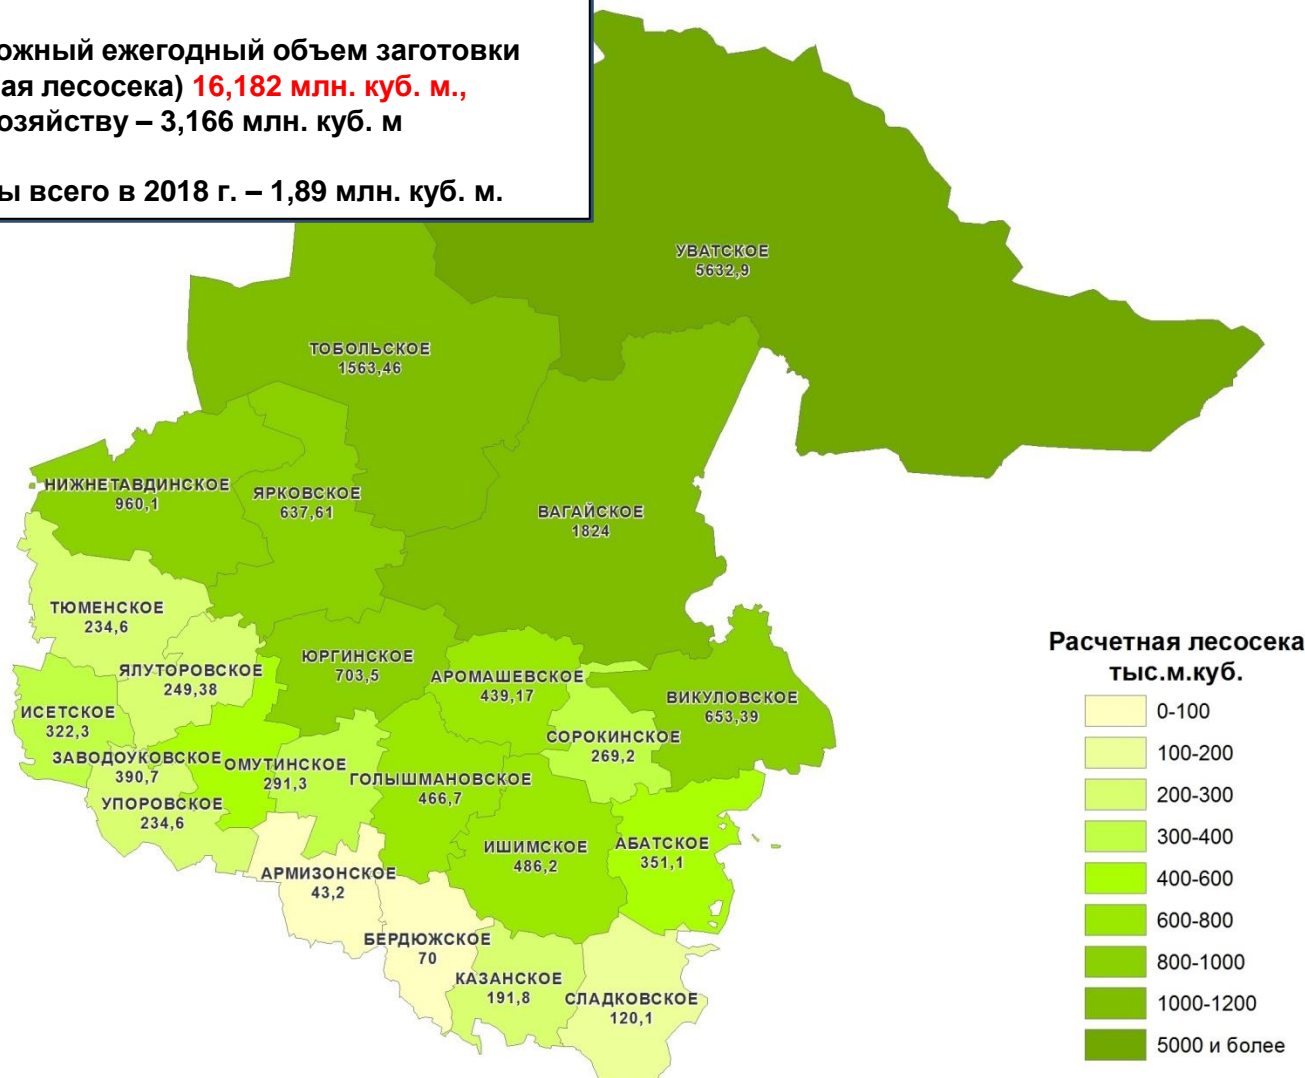 ожный ежегодный объем заготовки
ая лесосека) 16,182 млн. куб. м.,
озяйству – 3,166 млн. куб. м
ы всего в 2018 г. – 1,89 млн. куб. м.
УВАТСКОЕ
5632,9
ТОБОЛЬСКОЕ
1563,46
НИЖНЕТАВДИНСКОЕ
960,1
ЯРКОВСКОЕ
637,61
ВАГАЙСКОЕ
1824
ТЮМЕНСКОЕ
234,6
ЯЛУТОРОВСКОЕ
249,38
ЮРГИНСКОЕ
703,5
АРОМАШЕВСКОЕ
439,17
ВИКУЛОВСКОЕ
653,39
ИСЕТСКОЕ
322,3
СОРОКИНСКОЕ
269,2
ЗАВОДОУКОВСКОЕ
390,7
ОМУТИНСКОЕ
291,3
ГОЛЫШМАНОВСКОЕ
466,7
УПОРОВСКОЕ
234,6
ИШИМСКОЕ
486,2
АБАТСКОЕ
351,1
АРМИЗОНСКОЕ
43,2
БЕРДЮЖСКОЕ
70
КАЗАНСКОЕ
191,8
СЛАДКОВСКОЕ
120,1
Расчетная лесосека
тыс.м.куб.
0-100
100-200
200-300
300-400
400-600
600-800
800-1000
1000-1200
5000 и более